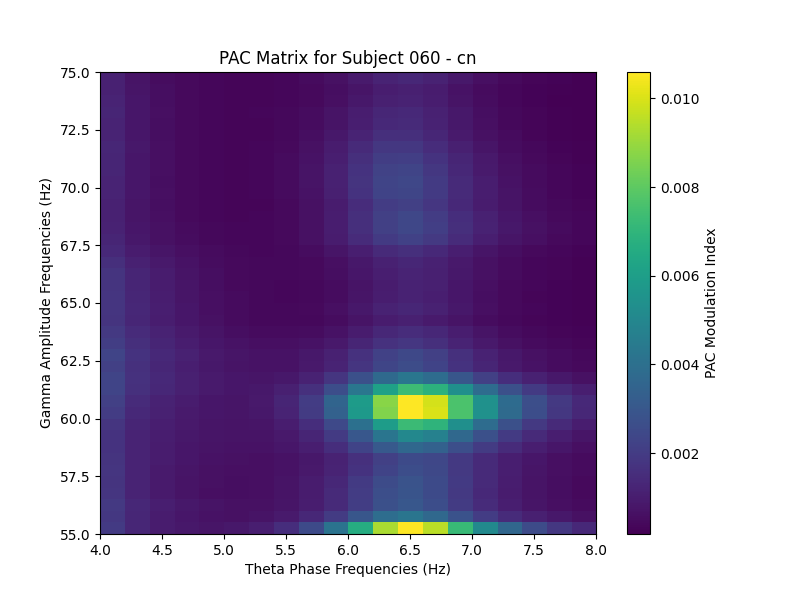 PAC Matrix for Subject 060 - cn
75.0
72.5
70.0
67.5
65.0
62.5
60.0
57.5
55.0
Gamma Amplitude Frequencies (Hz)
4.0 4.5 5.0 5.5 6.0 6.5 7.0 7.5 8.0
Theta Phase Frequencies (Hz)
0.010
0.008
0.006
0.004
0.002
PAC Modulation Index